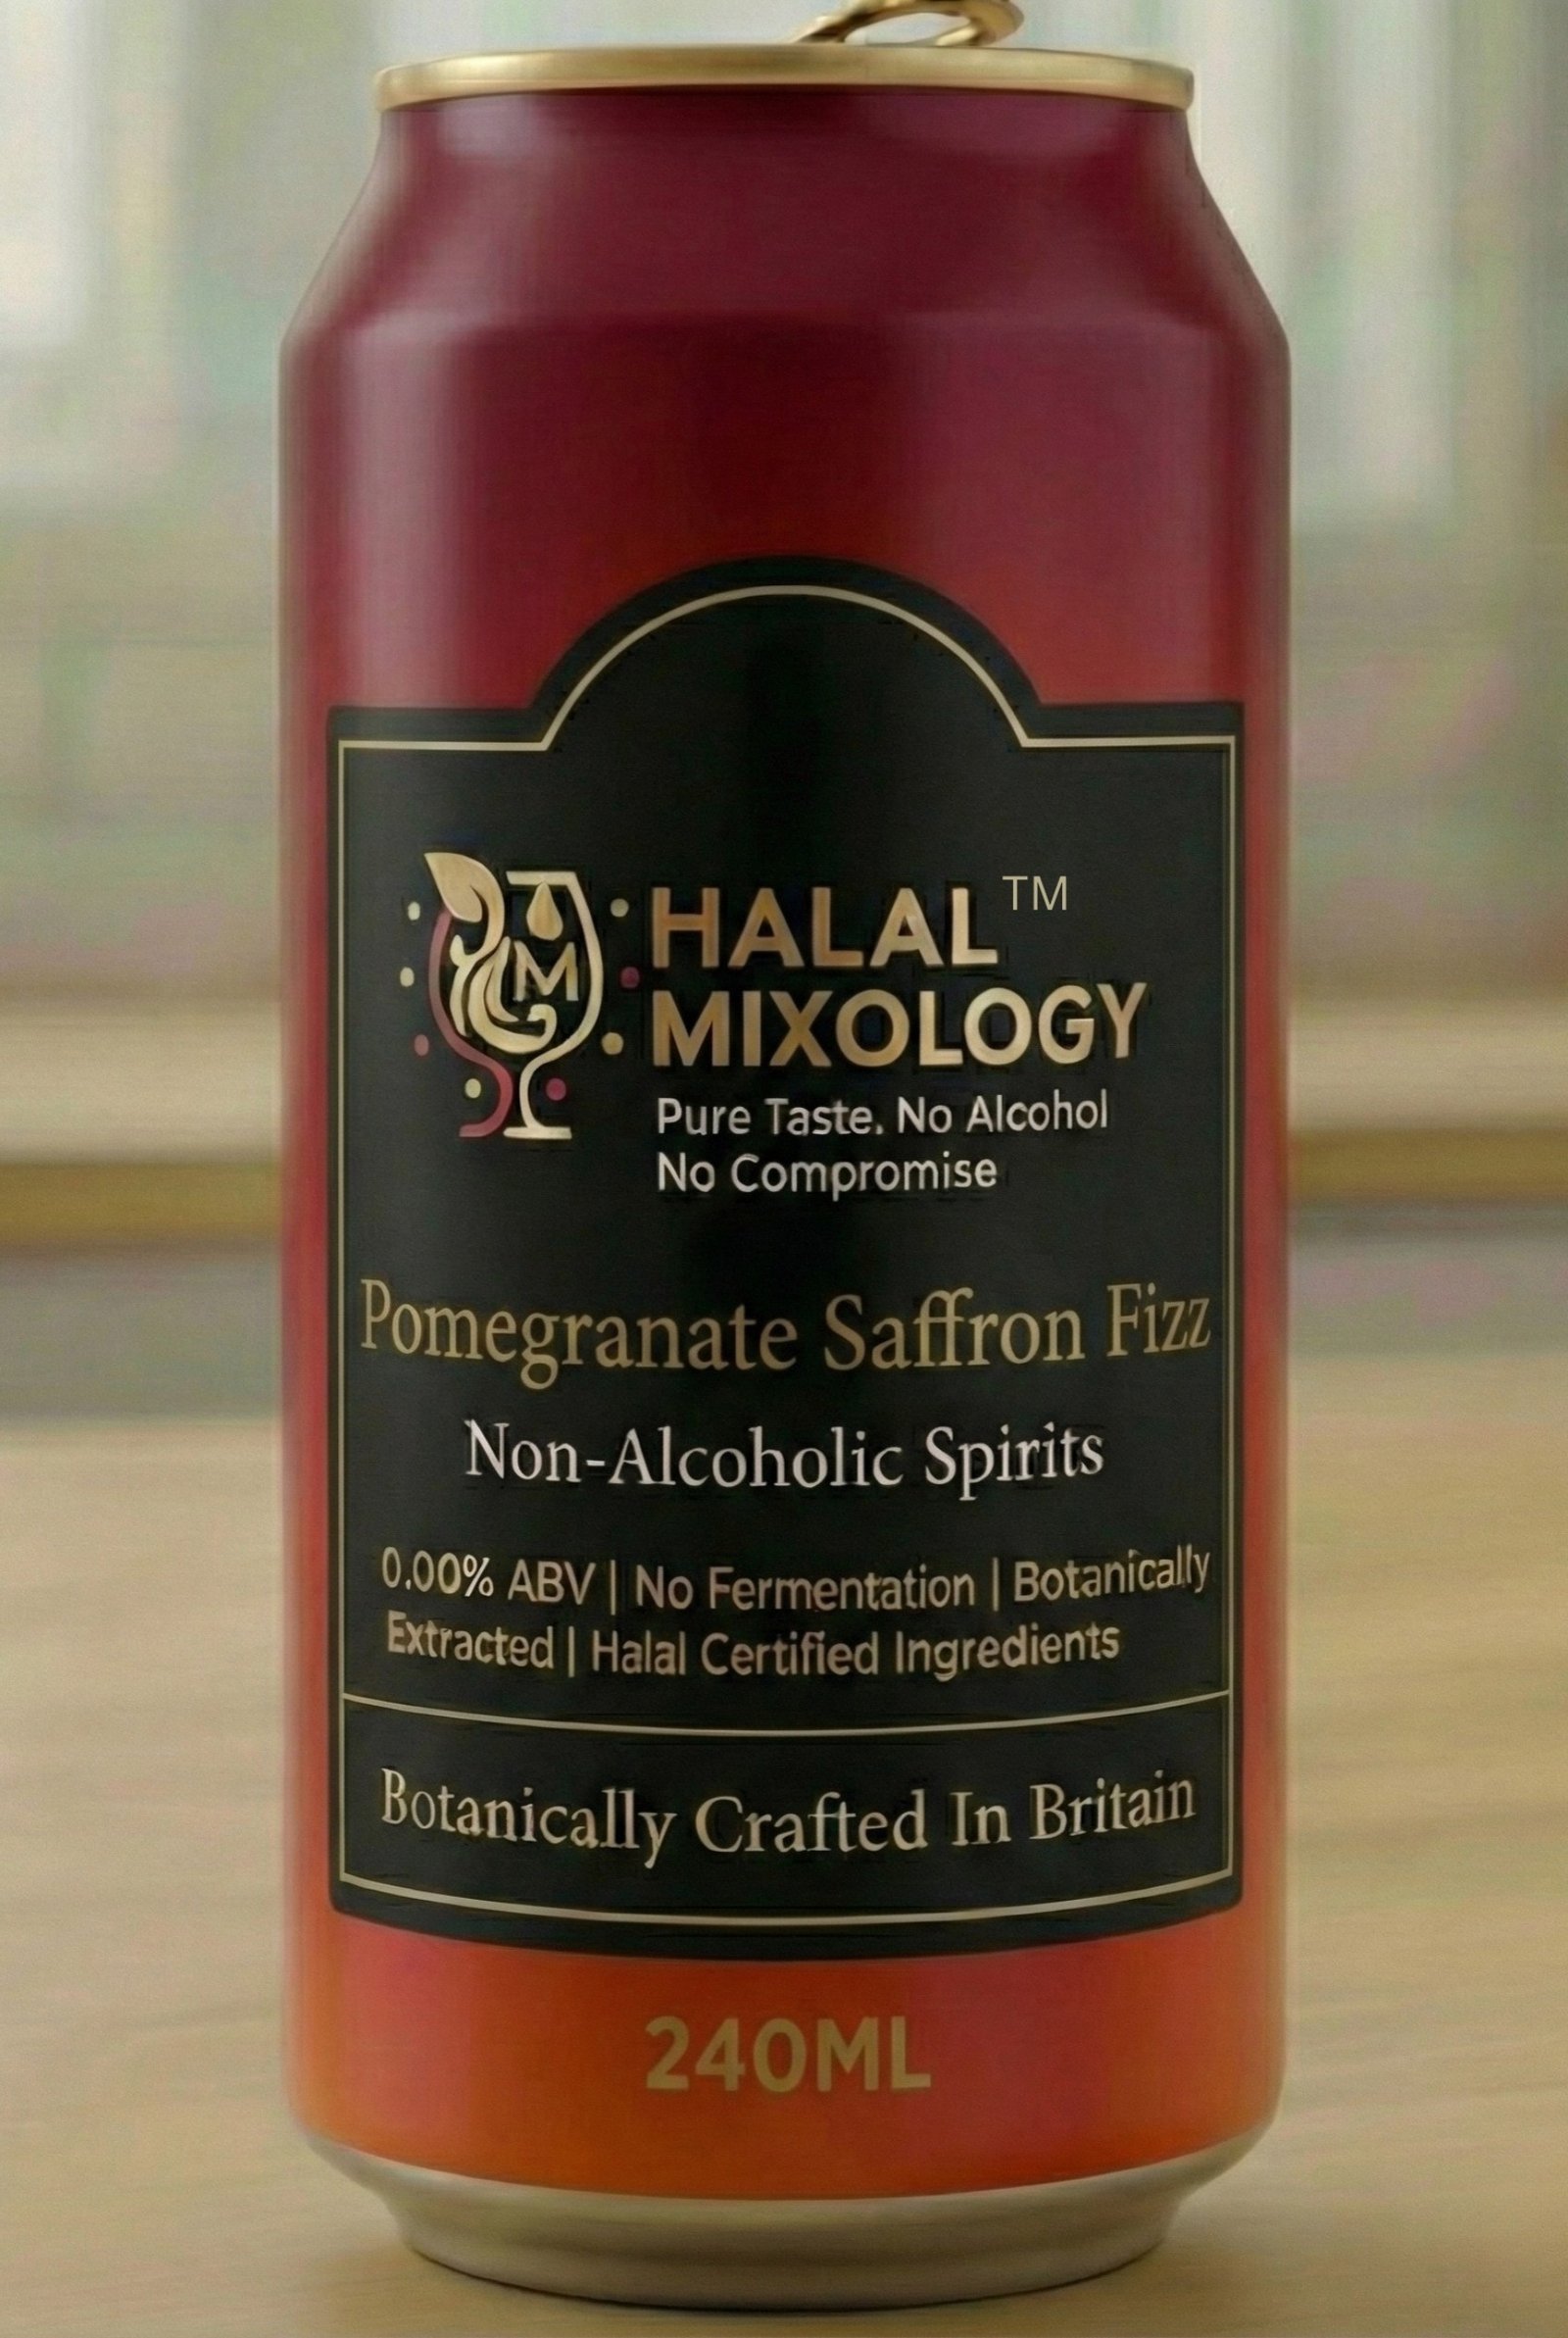 HALAL™
MIXOLOGY
Pure Taste. No Alcohol
No Compromise
Pomegranate Saffron Fizz
Non-Alcoholic Spirits
0.00% ABV | No Fermentation | Botanically
Extracted | Halal Certified Ingredients
Botanically Crafted In Britain
240ML